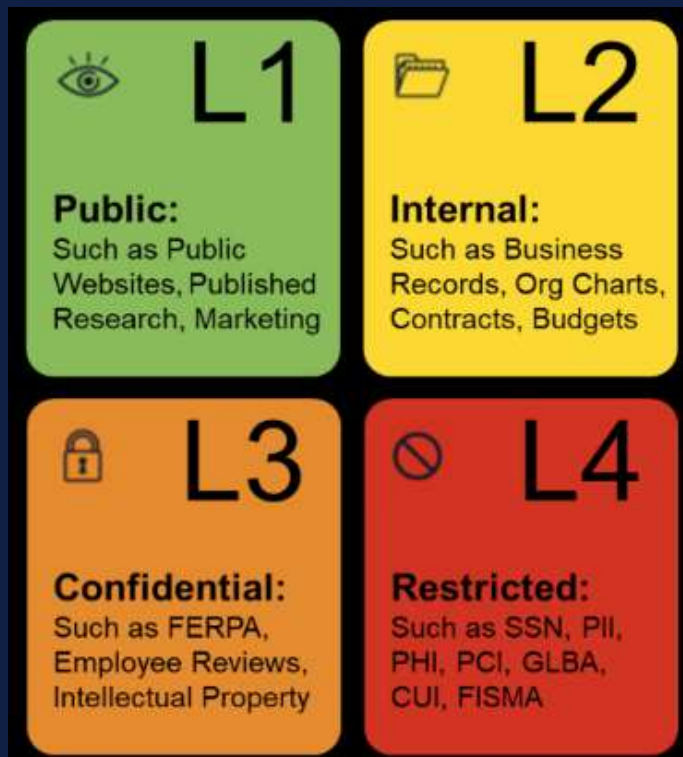 L1
Public:
Such as Public
Websites, Published
Research, Marketing
L2
Internal:
Such as Business
Records, Org Charts,
Contracts, Budgets
L3
Confidential:
Such as FERPA,
Employee Reviews,
Intellectual Property
L4
Restricted:
Such as SSN, PII,
PHI, PCI, GLBA,
CUI, FISMA